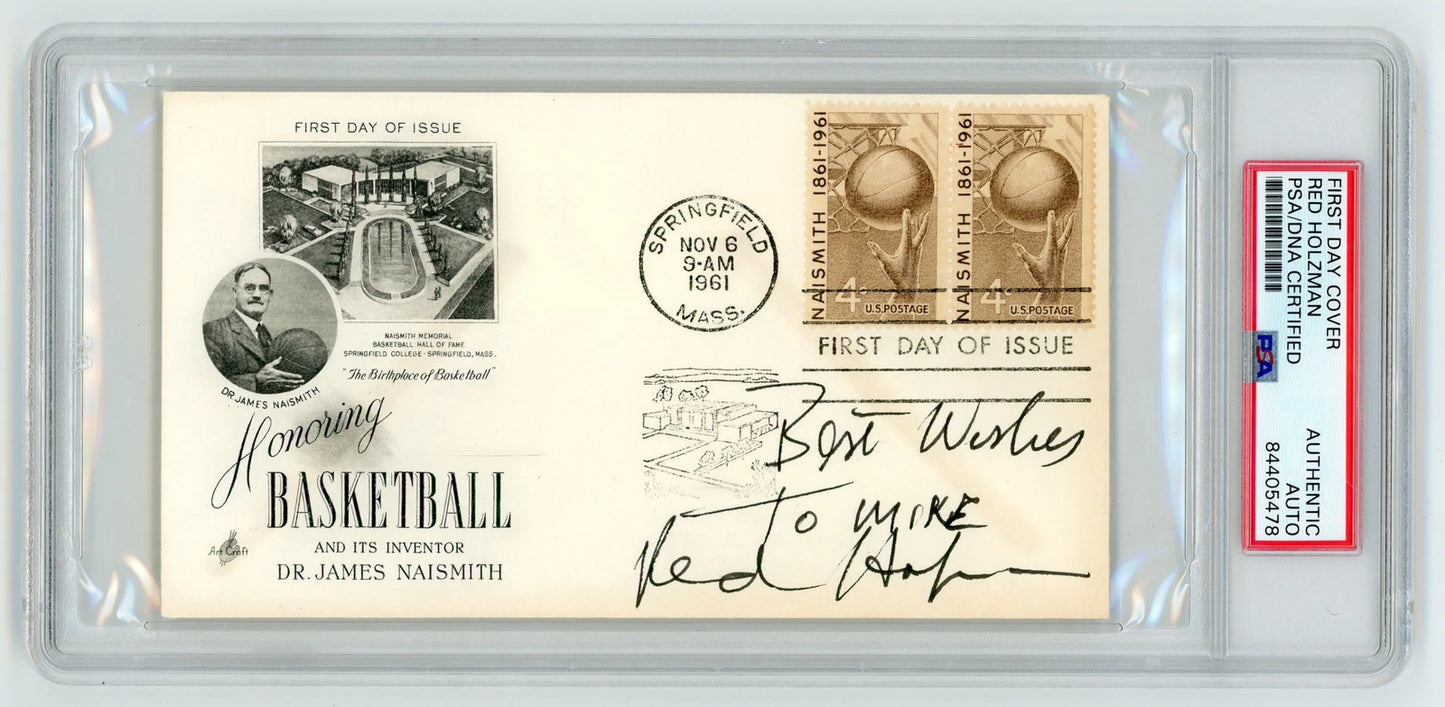 FIRST DAY OF ISSUE
NAISMITH MEMORIAL
BASKETBALL HALL OF FAME
SPRINGFIELD COLLEGE - SPRINGFIELD, MASS.
"The Birthplace of Basketball"
DR. JAMES NAISMITH
Honoring
BASKETBALL
AND ITS INVENTOR
DR. JAMES NAISMITH
Art Craft
SPRINGFIELD
NOV 6
9-AM
1961
MASS.
NAISMITH 1861-1961
4¢
U.S.POSTAGE
NAISMITH 1861-1961
4¢
U.S.POSTAGE
FIRST DAY OF ISSUE
Best Wishes
To MIKE
Red Holzman
FIRST DAY COVER
RED HOLZMAN
PSA/DNA CERTIFIED
PSA
AUTHENTIC
AUTO
84405478